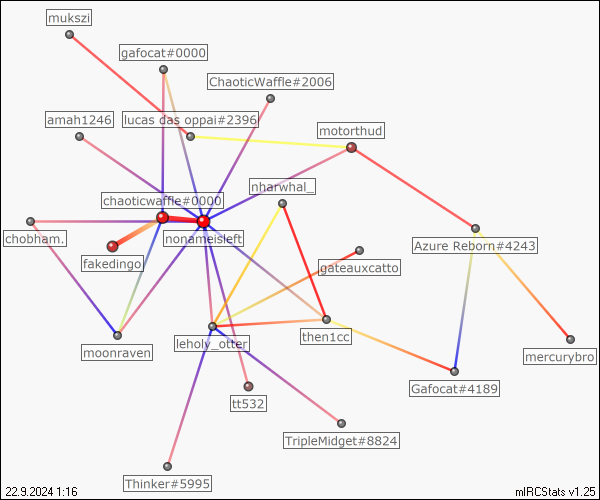 mukszi
gafocat#0000
ChaoticWaffle#2006
amah1246
lucas das oppai#2396
motorthud
nharwhal_
chaoticwaffle#0000
chobham.
nonameisleft
Azure Reborn#4243
fakedingo
gateauxcatto
moonraven
leholy_otter
then1cc
mercurybro
Gafocat#4189
tt532
TripleMidget#8824
Thinker#5995
22.9.2024 1:16
mIRCStats v1.25